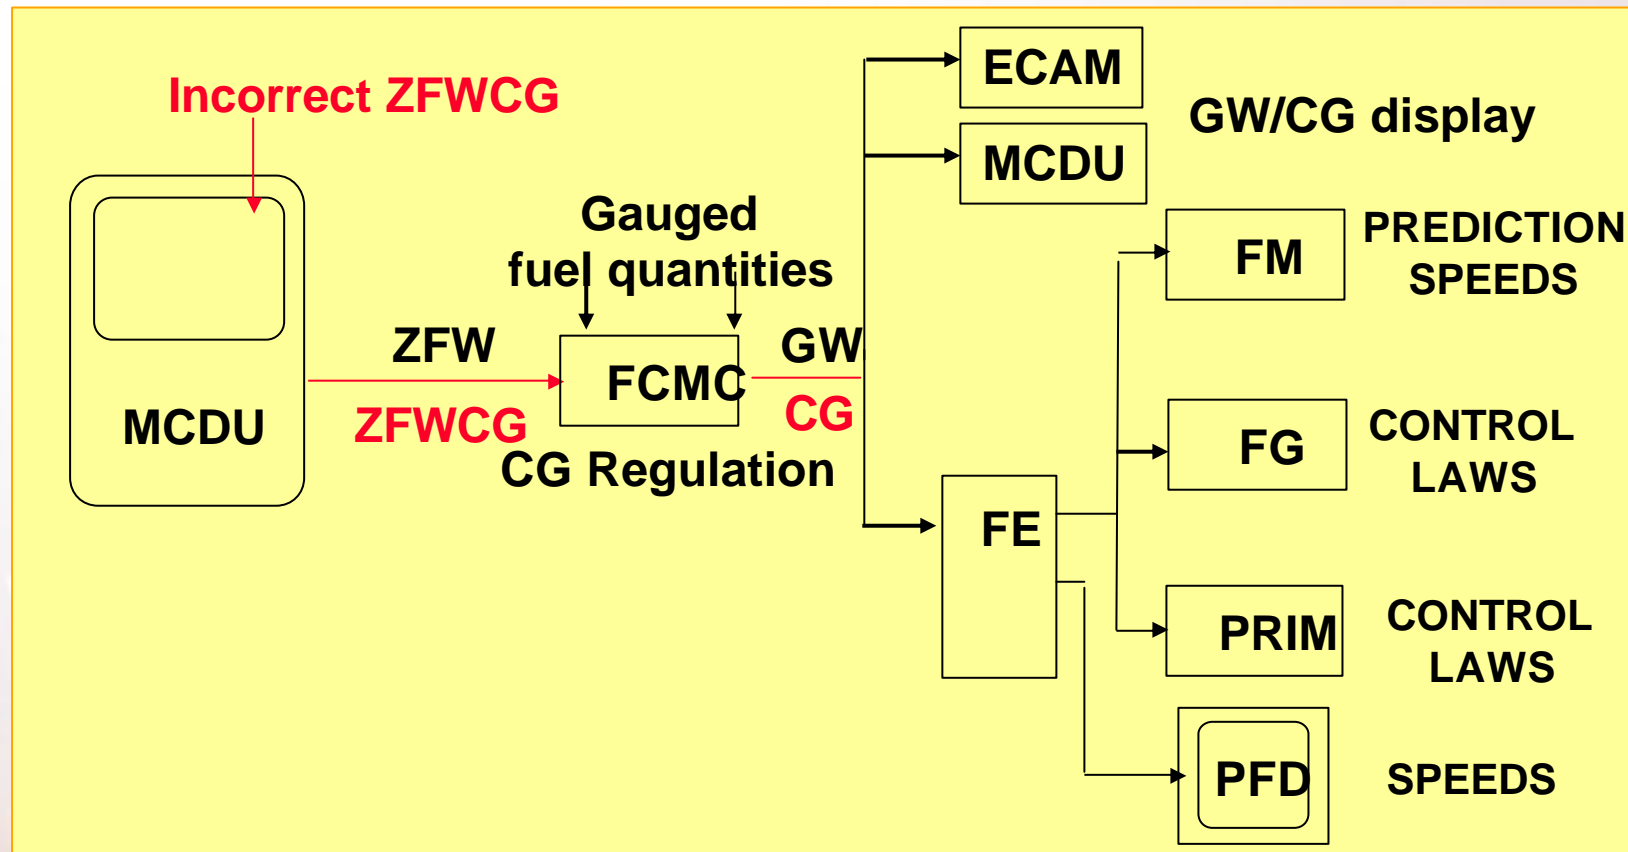 Incorrect ZFWCG
MCDU
ZFW
ZFWCG
Gauged
fuel quantities
FCMC
CG Regulation
GW
CG
ECAM
MCDU
GW/CG display
FE
FM
PREDICTION
SPEEDS
FG
CONTROL
LAWS
PRIM
CONTROL
LAWS
PFD
SPEEDS